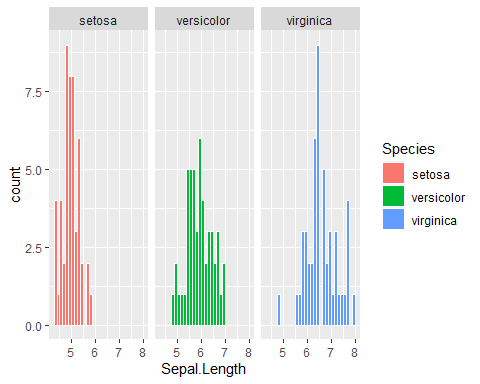 setosa
versicolor
virginica
7.5
5.0
2.5
0.0
count
5 6 7 8
5 6 7 8
5 6 7 8
Sepal.Length
Species
setosa
versicolor
virginica